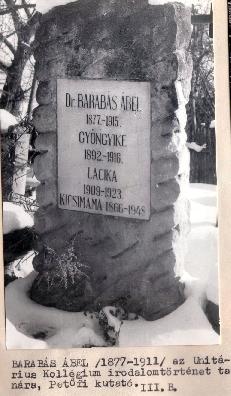 Dr BARABÁS ÁBEL
1877-1915.
GYÖNGYIKE
1892-1916.
LACIKA
1909-1923.
KICSIMAMA 1866-1948
BARABÁS ÁBEL /1877-1911/ az Unitá-
rius Kollégium irodalomtörténet ta
nára, Petőfi kutató. III.B.